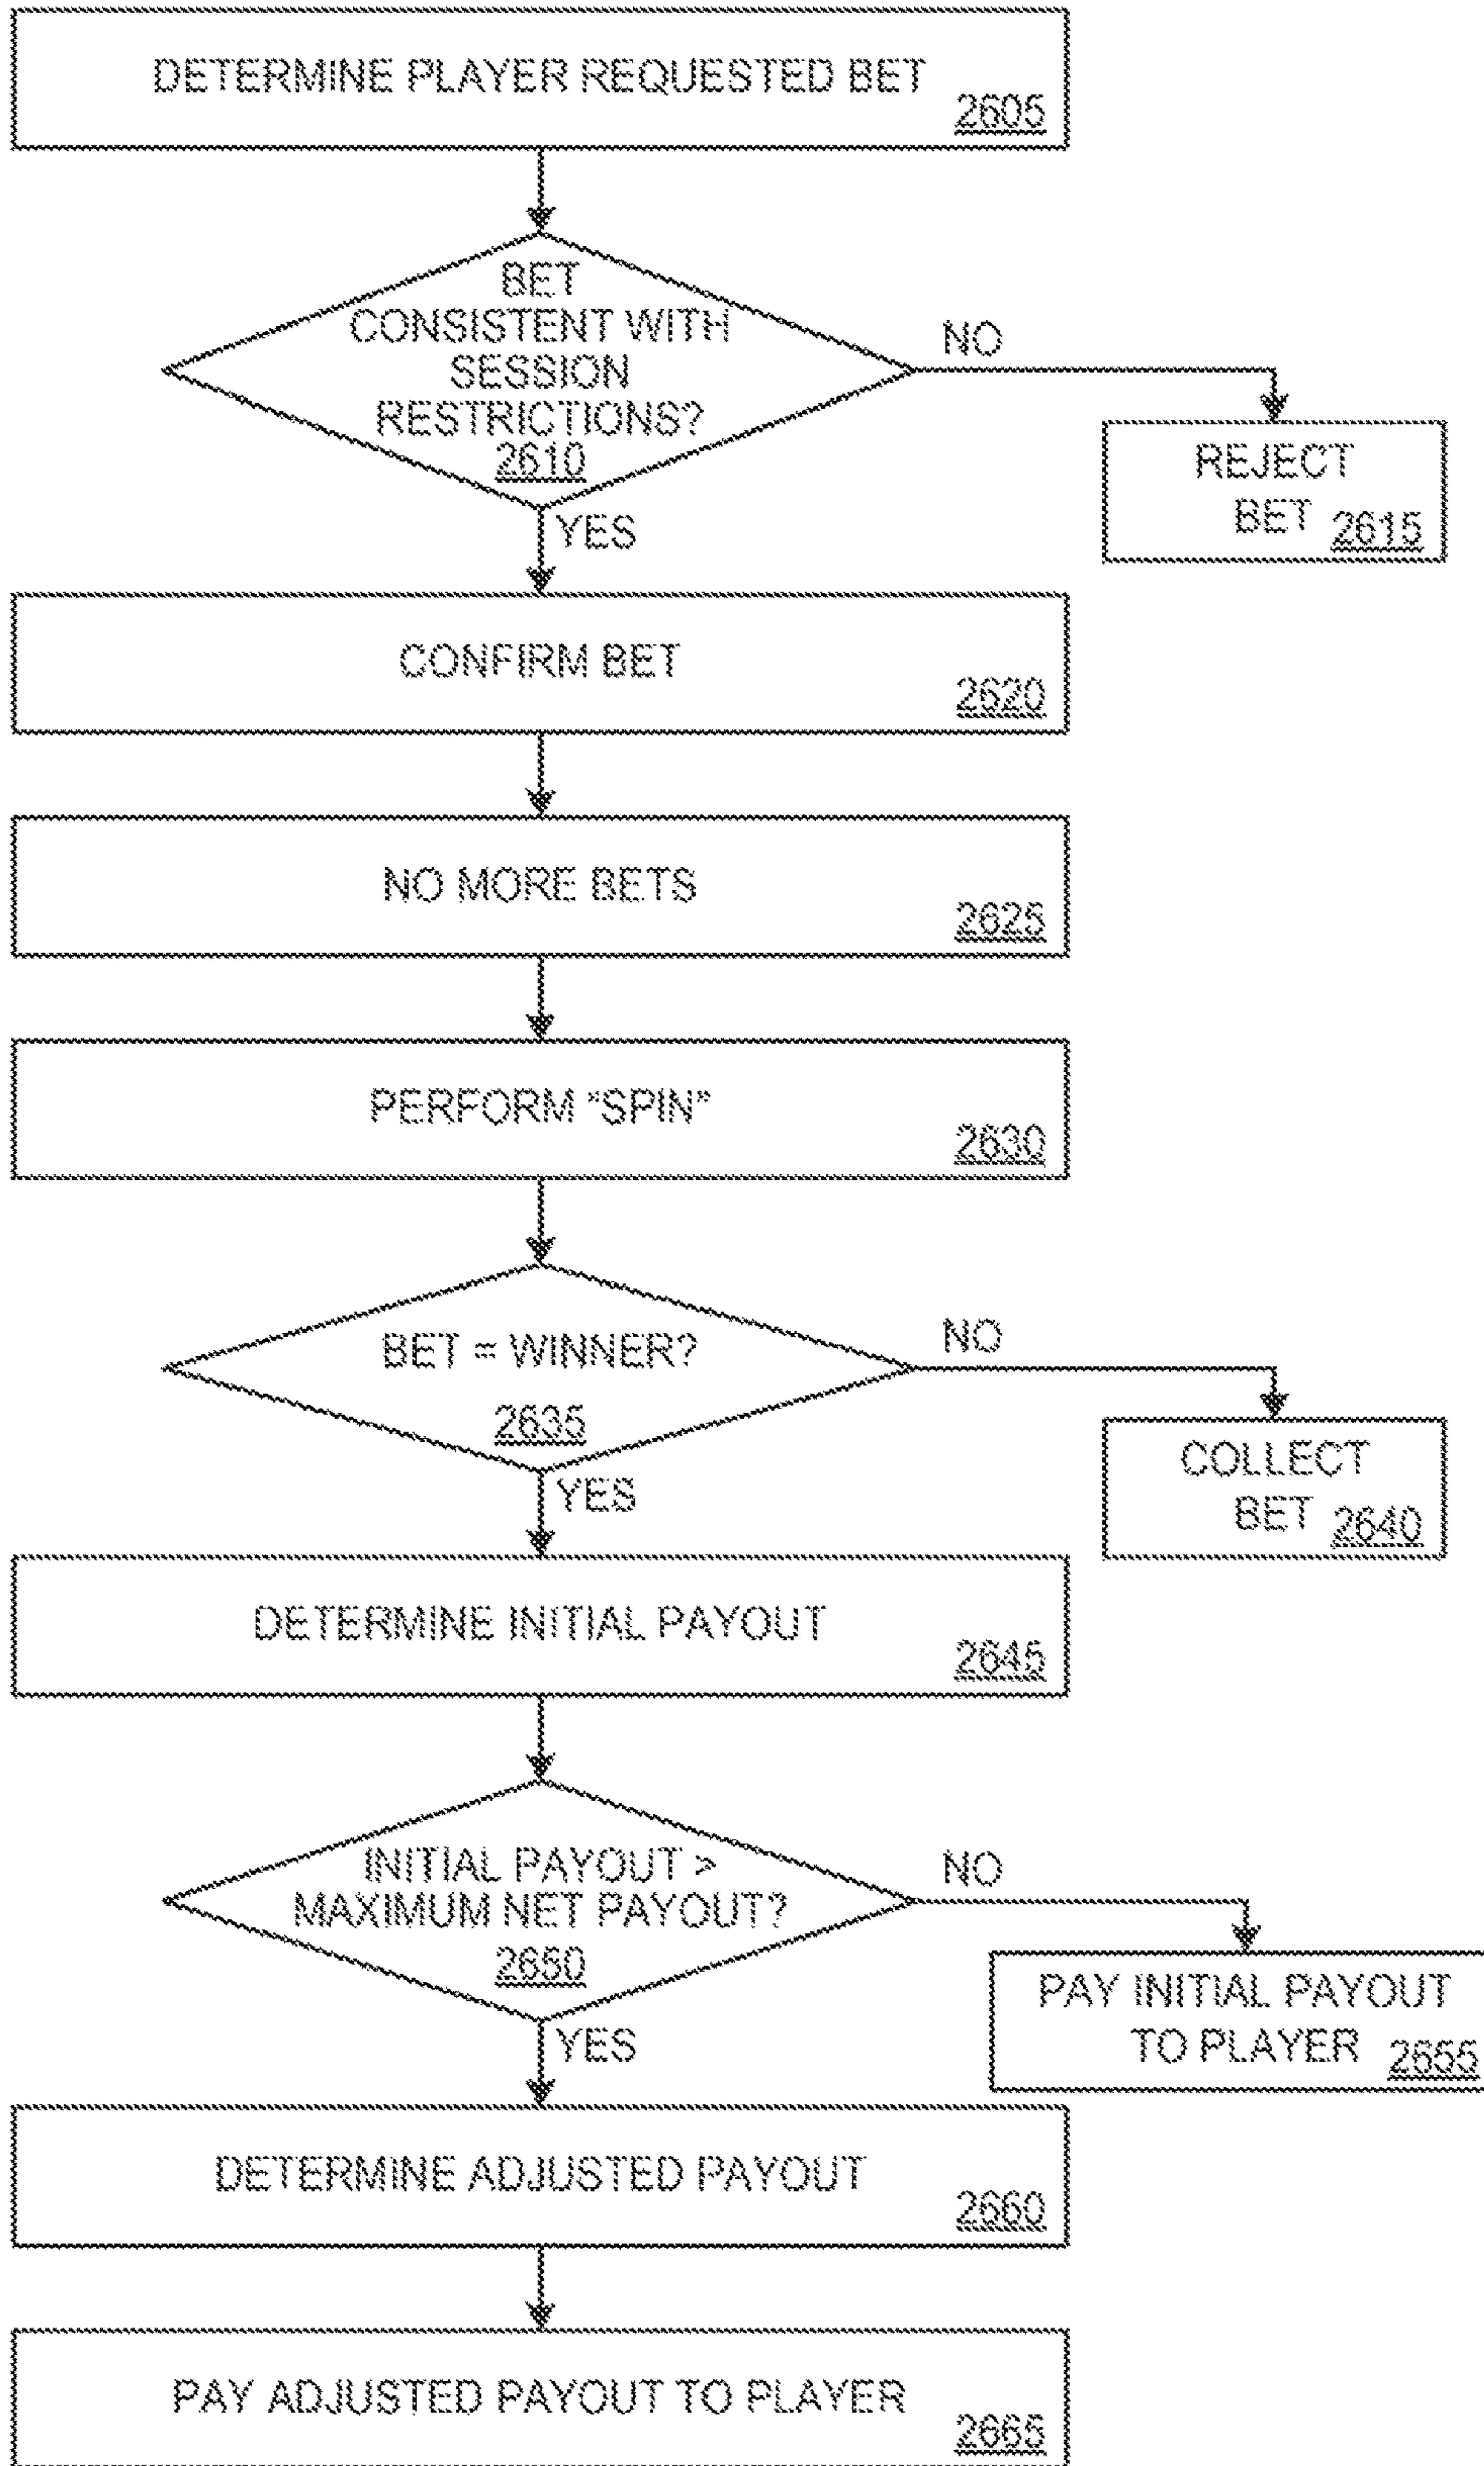 DETERMINE PLAYER REQUESTED BET
2605
BET
CONSISTENT WITH
SESSION
RESTRICTIONS?
2610
NO
REJECT
BET 2615
YES
CONFIRM BET
2620
NO MORE BETS
2625
PERFORM “SPIN”
2630
BET = WINNER?
2635
NO
COLLECT
BET 2640
YES
DETERMINE INITIAL PAYOUT
2645
INITIAL PAYOUT >
MAXIMUM NET PAYOUT?
2650
NO
PAY INITIAL PAYOUT
TO PLAYER 2655
YES
DETERMINE ADJUSTED PAYOUT
2660
PAY ADJUSTED PAYOUT TO PLAYER
2665